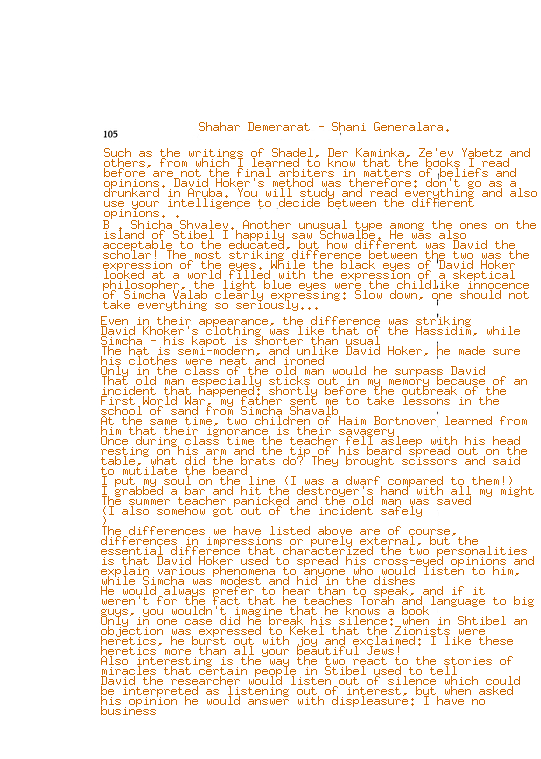 Shahar Demerarat - Shani Generalara.
105
Such as the writings of Shadel, Der Kaminka, Ze'ev Yabetz and
others, from which I learned to know that the books I read
before are not the final arbiters in matters of beliefs and
opinions. David Hoker's method was therefore: don't go as a
drunkard in Aruba. You will study and read everything and also
use your intelligence to decide between the different
opinions. .
B . Shicha Shvalev. Another unusual type among the ones on the
island of Stibel I happily saw Schwalbe. He was also
acceptable to the educated, but how different was David the
scholar! The most striking difference between the two was the
expression of the eyes. While the black eyes of David Hoker
looked at a world filled with the expression of a skeptical
philosopher, the light blue eyes were the childlike innocence
of Simcha Valab clearly expressing: Slow down, one should not
take everything so seriously...
Even in their appearance, the difference was striking
David Khoker's clothing was like that of the Hassidim, while
Simcha - his kapot is shorter than usual
The hat is semi-modern, and unlike David Hoker, he made sure
his clothes were neat and ironed
Only in the class of the old man would he surpass David
That old man especially sticks out in my memory because of an
incident that happened: shortly before the outbreak of the
First World War, my father sent me to take lessons in the
school of sand from Simcha Shavalb
At the same time, two children of Haim Bortnover learned from
him that their ignorance is their savagery
Once during class time the teacher fell asleep with his head
resting on his arm and the tip of his beard spread out on the
table, what did the brats do? They brought scissors and said
to mutilate the beard
I put my soul on the line (I was a dwarf compared to them!)
I grabbed a bar and hit the destroyer's hand with all my might
The summer teacher panicked and the old man was saved
(I also somehow got out of the incident safely
)
The differences we have listed above are of course,
differences in impressions or purely external, but the
essential difference that characterized the two personalities
is that David Hoker used to spread his cross-eyed opinions and
explain various phenomena to anyone who would listen to him,
while Simcha was modest and hid in the dishes
He would always prefer to hear than to speak, and if it
weren't for the fact that he teaches Torah and language to big
guys, you wouldn't imagine that he knows a book
Only in one case did he break his silence: when in Shtibel an
objection was expressed to Kekel that the Zionists were
heretics, he burst out with joy and exclaimed: I like these
heretics more than all your beautiful Jews!
Also interesting is the way the two react to the stories of
miracles that certain people in Stibel used to tell
David the researcher would listen out of silence which could
be interpreted as listening out of interest, but when asked
his opinion he would answer with displeasure: I have no
business